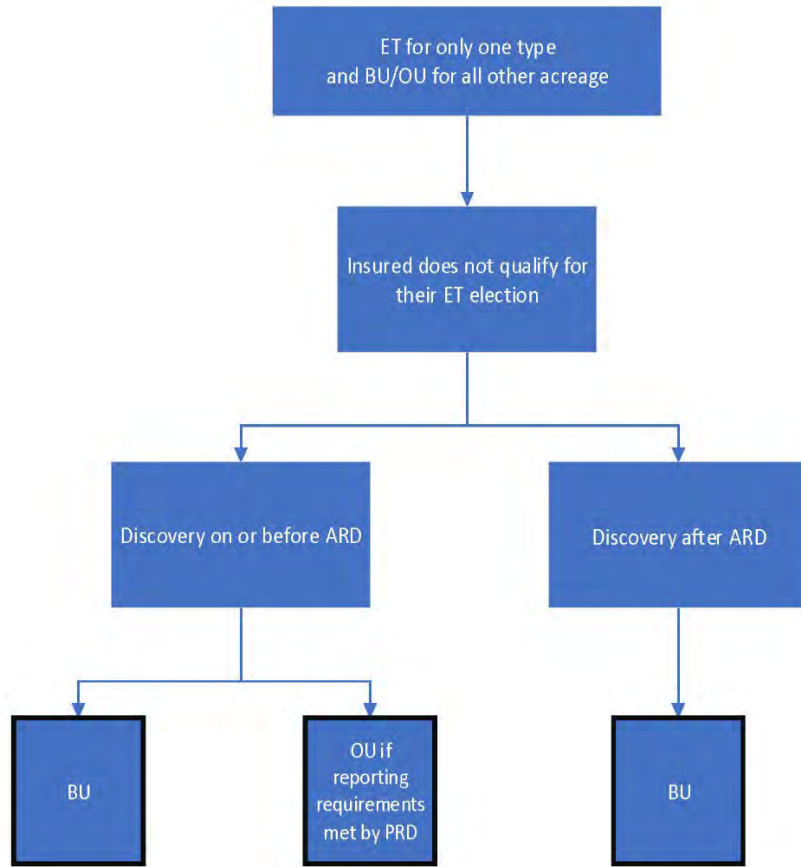 ET for only one type
and BU/OU for all other acreage
Insured does not qualify for
their ET election
Discovery on or before ARD
Discovery after ARD
BU
OU if
reporting
requirements
met by PRD
BU